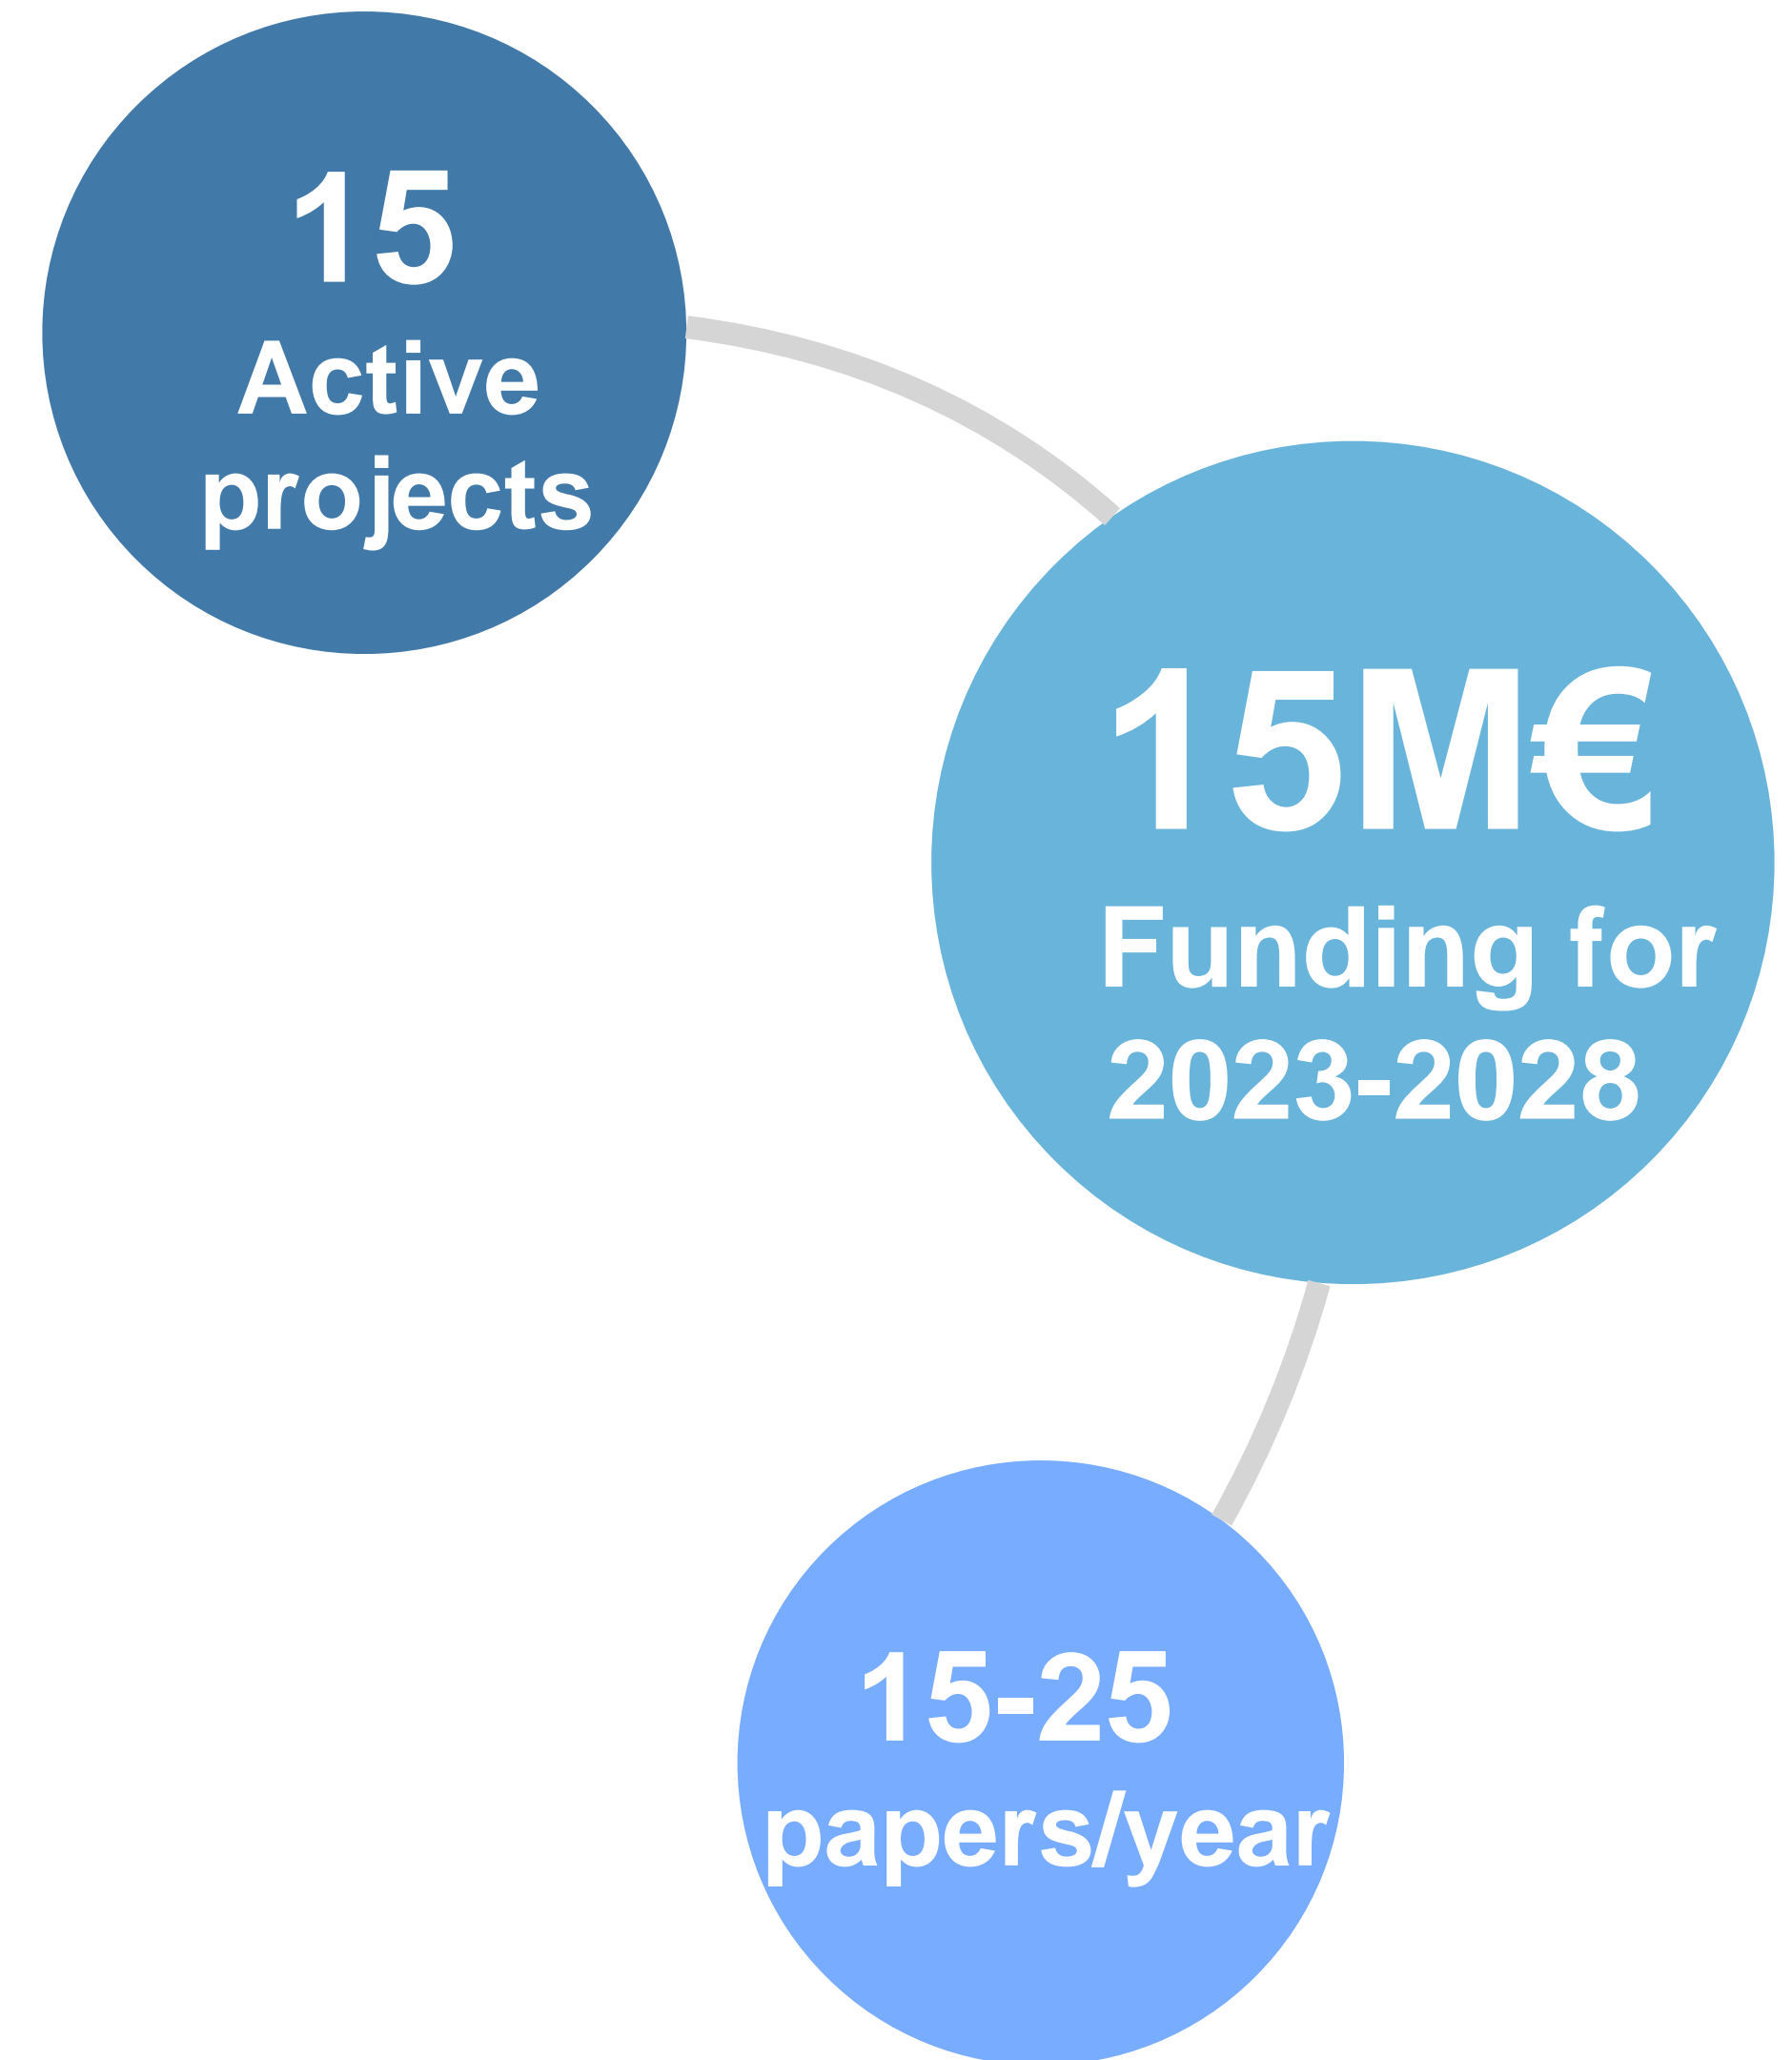 15
Active
projects
15M€
Funding for
2023-2028
15-25
papers/year